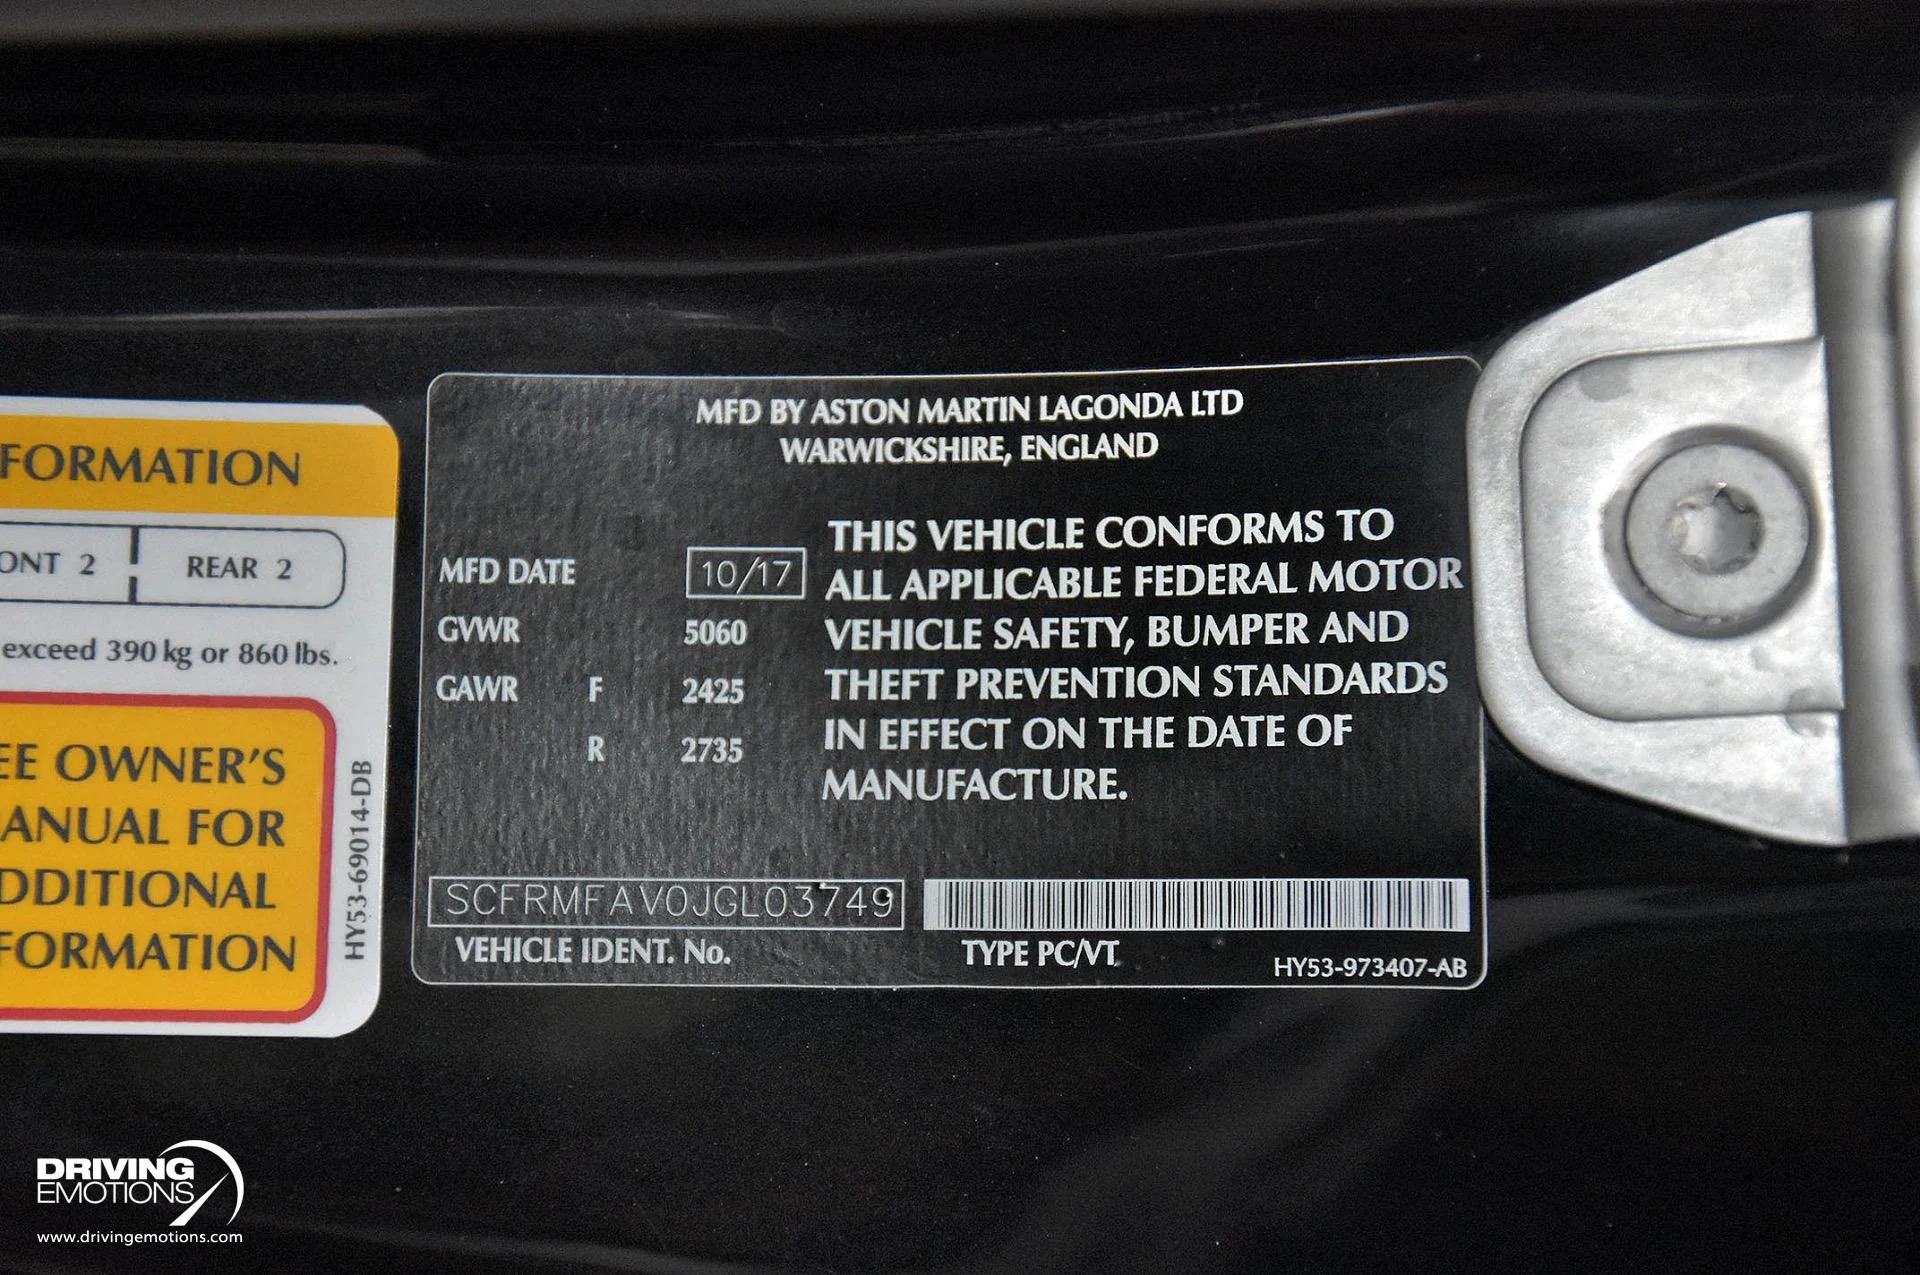 FORMATION
ONT 2
REAR 2
exceed 390 kg or 860 lbs.
EE OWNER'S
ANUAL FOR
DDITIONAL
FORMATION
HY53-69014-DB
MFD BY ASTON MARTIN LAGONDA LTD
WARWICKSHIRE, ENGLAND
MFD DATE 10/17
GVWR 5060
GAWR F 2425
R 2735
THIS VEHICLE CONFORMS TO
ALL APPLICABLE FEDERAL MOTOR
VEHICLE SAFETY, BUMPER AND
THEFT PREVENTION STANDARDS
IN EFFECT ON THE DATE OF
MANUFACTURE.
SCFRMFAV0JGL03749
VEHICLE IDENT. No.
TYPE PC/VT
HY53-973407-AB
DRIVING
EMOTIONS
www.drivingemotions.com